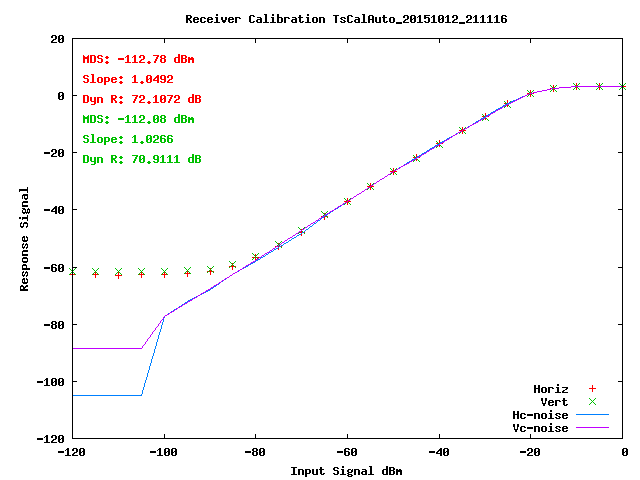 Receiver Calibration TsCalAuto_20151012_211116
20
0
-20
-40
-60
-80
-100
-120
Response Signal
MDS: -112.78 dBm
Slope: 1.0492
Dyn R: 72.1072 dB
MDS: -112.08 dBm
Slope: 1.0266
Dyn R: 70.9111 dB
Horiz
Vert
Hc-noise
Vc-noise
-120 -100 -80 -60 -40 -20 0
Input Signal dBm